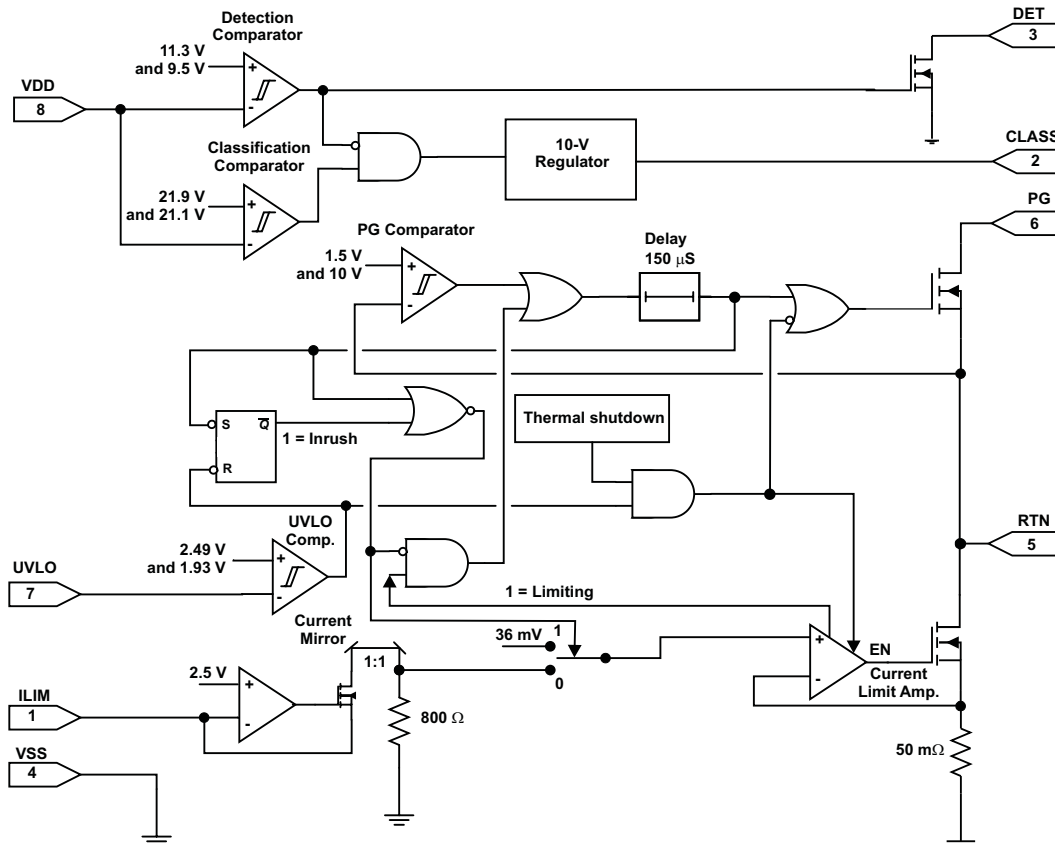 Detection
Comparator
11.3 V
and 9.5 V
+
-
VDD
8
DET
3
Classification
Comparator
21.9 V
and 21.1 V
+
-
10-V
Regulator
CLASS
2
PG
6
PG Comparator
1.5 V
and 10 V
+
-
Delay
150 μS
S
Q̅
R
1 = Inrush
Thermal shutdown
UVLO
Comp.
2.49 V
and 1.93 V
+
-
UVLO
7
RTN
5
1 = Limiting
Current
Mirror
1:1
36 mV
1
0
+
-
EN
Current
Limit Amp.
2.5 V
+
-
ILIM
1
800 Ω
VSS
4
50 mΩ